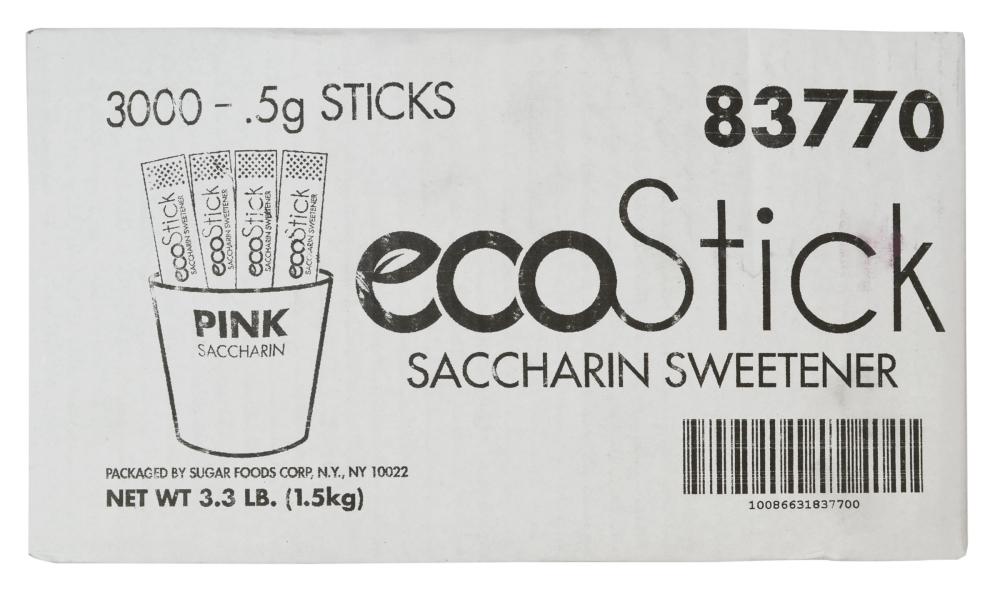 3000 - .5g STICKS
83770
ecoStick
SACCHARIN SWEETENER
ecoStick
SACCHARIN SWEETENER
ecoStick
SACCHARIN SWEETENER
ecoStick
SACCHARIN SWEETENER
ecoStick
SACCHARIN SWEETENER
PINK
SACCHARIN
PACKAGED BY SUGAR FOODS CORP, N.Y., NY 10022
NET WT 3.3 LB. (1.5kg)
10086631837700